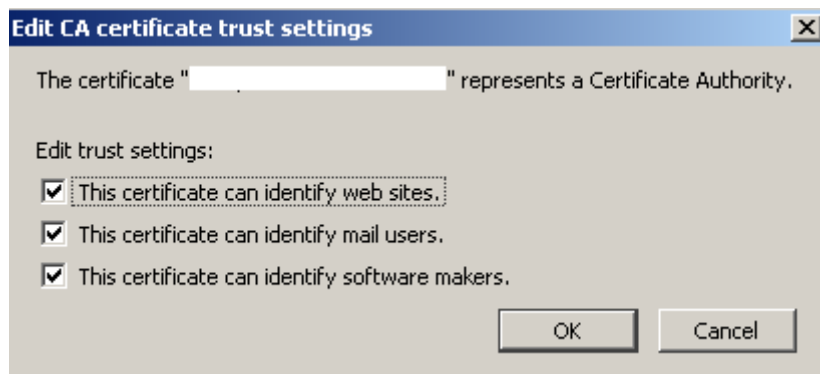 Edit CA certificate trust settings
The certificate " " represents a Certificate Authority.
Edit trust settings:
This certificate can identify web sites.
This certificate can identify mail users.
This certificate can identify software makers.
OK Cancel